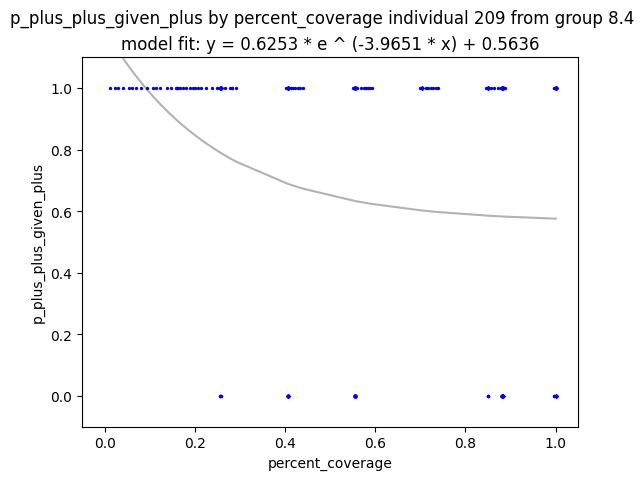 p_plus_plus_given_plus by percent_coverage individual 209 from group 8.4
model fit: y = 0.6253 * e ^ (-3.9651 * x) + 0.5636
1.0
0.8
0.6
0.4
0.2
0.0
p_plus_plus_given_plus
0.0 0.2 0.4 0.6 0.8 1.0
percent_coverage